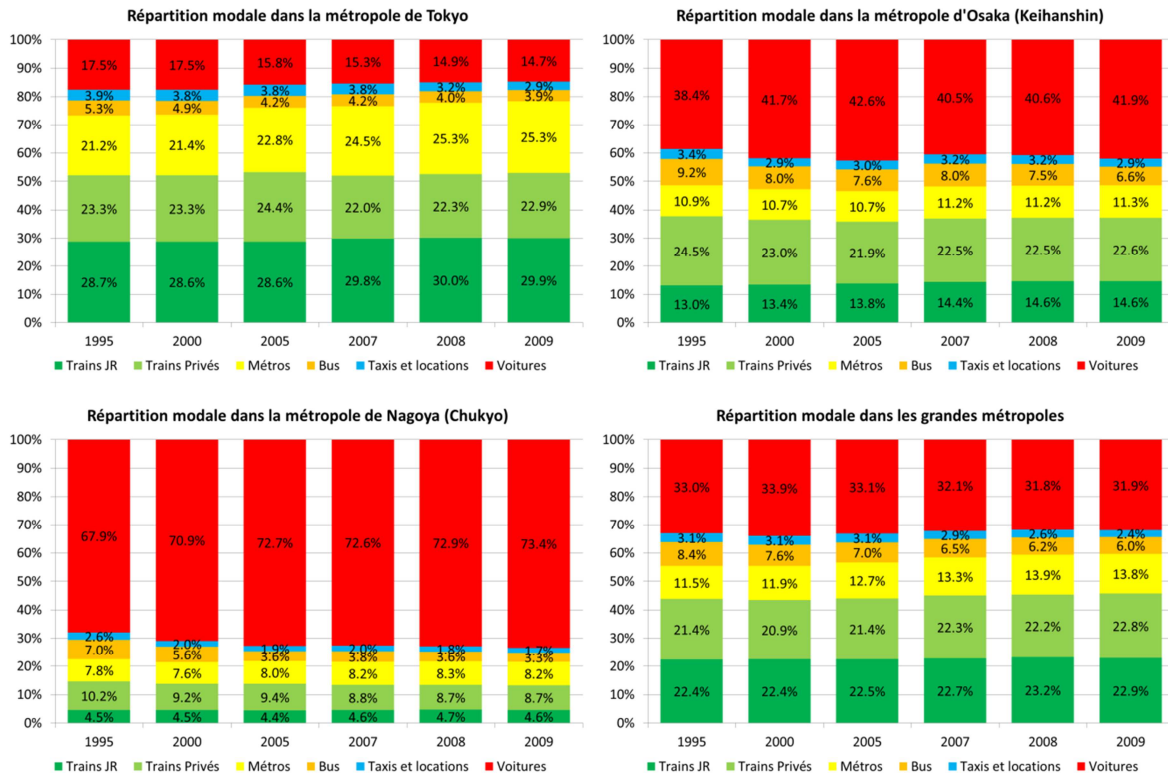 Répartition modale dans la métropole de Tokyo
100%
90%
80%
70%
60%
50%
40%
30%
20%
10%
0%
17.5% 17.5% 15.8% 15.3% 14.9% 14.7%
3.9% 3.8% 3.8% 3.8% 3.2% 2.9%
5.3% 4.9% 4.2% 4.2% 4.0% 3.9%
21.2% 21.4% 22.8% 24.5% 25.3% 25.3%
23.3% 23.3% 24.4% 22.0% 22.3% 22.9%
28.7% 28.6% 28.6% 29.8% 30.0% 29.9%
1995 2000 2005 2007 2008 2009
Trains JR Trains Privés Métros Bus Taxis et locations Voitures
Répartition modale dans la métropole d'Osaka (Keihanshin)
100%
90%
80%
70%
60%
50%
40%
30%
20%
10%
0%
38.4% 41.7% 42.6% 40.5% 40.6% 41.9%
3.4% 2.9% 3.0% 3.2% 3.2% 2.9%
9.2% 8.0% 7.6% 8.0% 7.5% 6.6%
10.9% 10.7% 10.7% 11.2% 11.2% 11.3%
24.5% 23.0% 21.9% 22.5% 22.5% 22.6%
13.0% 13.4% 13.8% 14.4% 14.6% 14.6%
1995 2000 2005 2007 2008 2009
Trains JR Trains Privés Métros Bus Taxis et locations Voitures
Répartition modale dans la métropole de Nagoya (Chukyo)
100%
90%
80%
70%
60%
50%
40%
30%
20%
10%
0%
67.9% 70.9% 72.7% 72.6% 72.9% 73.4%
2.6% 2.0% 1.9% 2.0% 1.8% 1.7%
7.0% 5.6% 3.6% 3.8% 3.6% 3.3%
7.8% 7.6% 8.0% 8.2% 8.3% 8.2%
10.2% 9.2% 9.4% 8.8% 8.7% 8.7%
4.5% 4.5% 4.4% 4.6% 4.7% 4.6%
1995 2000 2005 2007 2008 2009
Trains JR Trains Privés Métros Bus Taxis et locations Voitures
Répartition modale dans les grandes métropoles
100%
90%
80%
70%
60%
50%
40%
30%
20%
10%
0%
33.0% 33.9% 33.1% 32.1% 31.8% 31.9%
3.1% 3.1% 3.1% 2.9% 2.6% 2.4%
8.4% 7.6% 7.0% 6.5% 6.2% 6.0%
11.5% 11.9% 12.7% 13.3% 13.9% 13.8%
21.4% 20.9% 21.4% 22.3% 22.2% 22.8%
22.4% 22.4% 22.5% 22.7% 23.2% 22.9%
1995 2000 2005 2007 2008 2009
Trains JR Trains Privés Métros Bus Taxis et locations Voitures